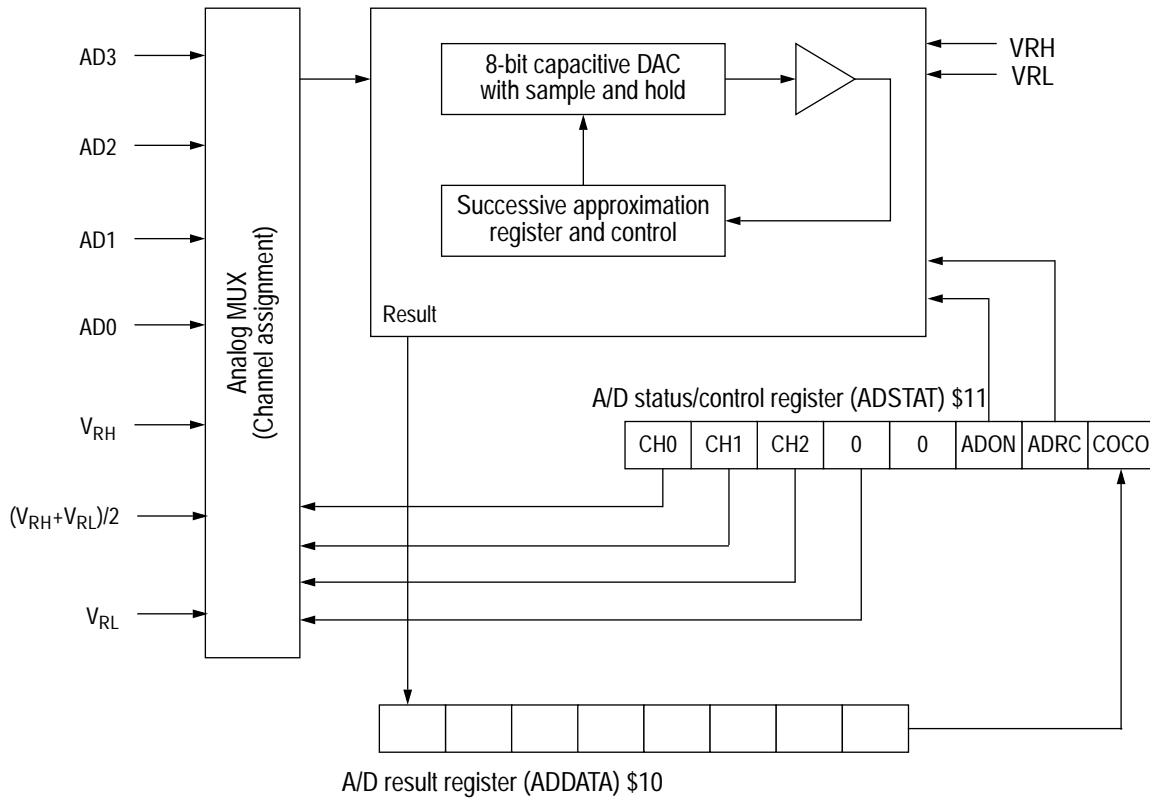 AD3
AD2
AD1
AD0
V_RH
(V_RH+V_RL)/2
V_RL
Analog MUX
(Channel assignment)
8-bit capacitive DAC
with sample and hold
Successive approximation
register and control
Result
VRH
VRL
A/D status/control register (ADSTAT) $11
CH0 CH1 CH2 0 0 ADON ADRC COCO
A/D result register (ADDATA) $10